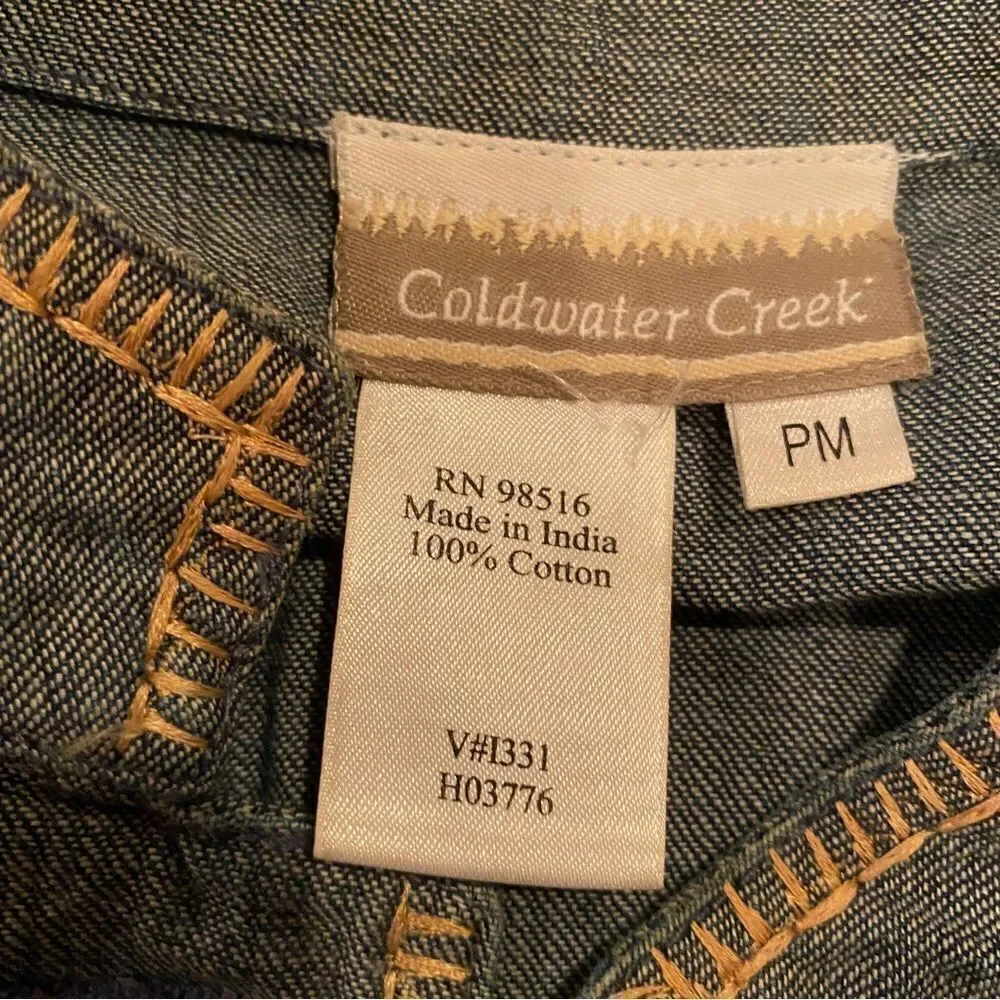 Coldwater Creek
PM
RN 98516
Made in India
100% Cotton
V#I331
H03776